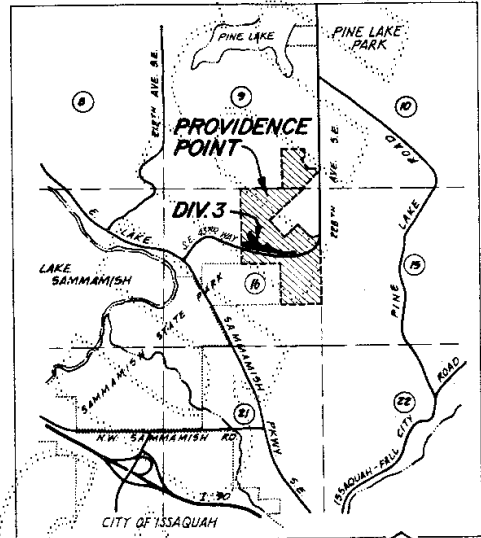 PINE LAKE
PINE LAKE
PARK
212TH AVE. S.E.
8
9
10
PROVIDENCE
POINT
228TH AVE. S.E.
PINE LAKE ROAD
DIV. 3
S.E. 43RD WAY
E. LAKE SAMMAMISH PKWY S.E.
LAKE
SAMMAMISH
SAMMAMISH STATE PARK
16
15
21
22
N.W. SAMMAMISH RD
ISSAQUAH-FALL CITY ROAD
I-90
CITY OF ISSAQUAH